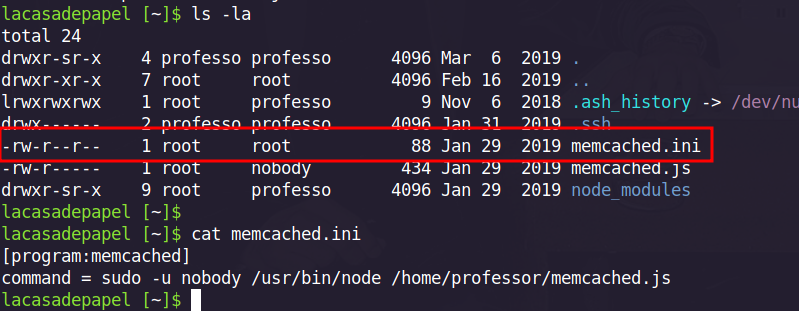 lacasadepapel [~]$ ls -la
total 24
drwxr-sr-x 4 professo professo 4096 Mar 6 2019 .
drwxr-xr-x 7 root root 4096 Feb 16 2019 ..
lrwxrwxrwx 1 root professo 9 Nov 6 2018 .ash_history -> /dev/nu
drwx------ 2 professo professo 4096 Jan 31 2019 .ssh
-rw-r--r-- 1 root root 88 Jan 29 2019 memcached.ini
-rw-r----- 1 root nobody 434 Jan 29 2019 memcached.js
drwxr-sr-x 9 root professo 4096 Jan 29 2019 node_modules
lacasadepapel [~]$
lacasadepapel [~]$ cat memcached.ini
[program:memcached]
command = sudo -u nobody /usr/bin/node /home/professor/memcached.js
lacasadepapel [~]$